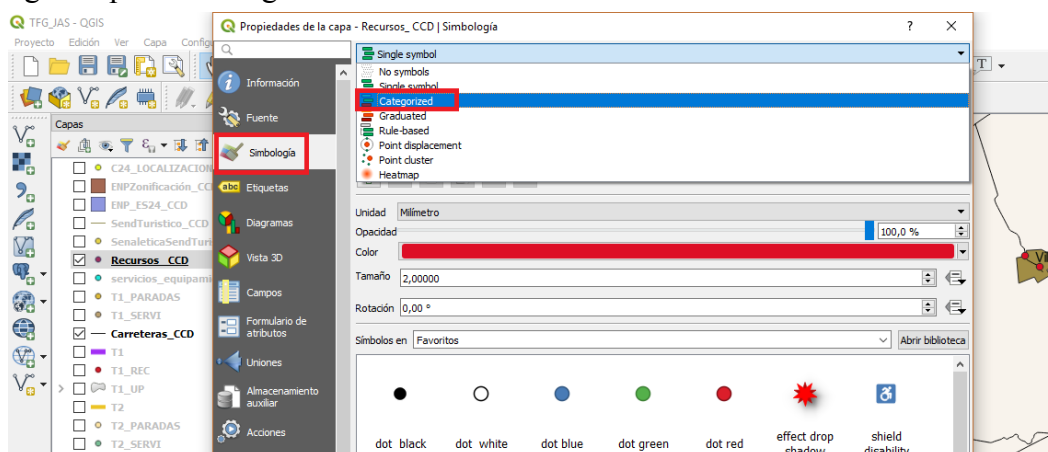 TFG_JAS - QGIS
Proyecto Edición Ver Capa
Capas
C24_LOCALIZACION
ENPZonificación_CC
ENP_ES24_CCD
SendTuristico_CCD
SenaleticaSendTuri
Recursos_CCD
servicios_equipami
T1_PARADAS
T1_SERVI
Carreteras_CCD
T1
T1_REC
T1_UP
T2
T2_PARADAS
T2_SERVI
Propiedades de la capa - Recursos_ CCD | Simbología
? X
Información
Fuente
Simbología
abc Etiquetas
Diagramas
Vista 3D
Campos
Formulario de
atributos
Uniones
Almacenamiento
auxiliar
Acciones
Single symbol
No symbols
Single symbol
Categorized
Graduated
Rule-based
Point displacement
Point cluster
Heatmap
Unidad Milímetro
Opacidad 100,0 %
Color
Tamaño 2,00000
Rotación 0,00 °
Símbolos en Favoritos Abrir biblioteca
dot black dot white dot blue dot green dot red effect drop shadow shield disability
T
Vil